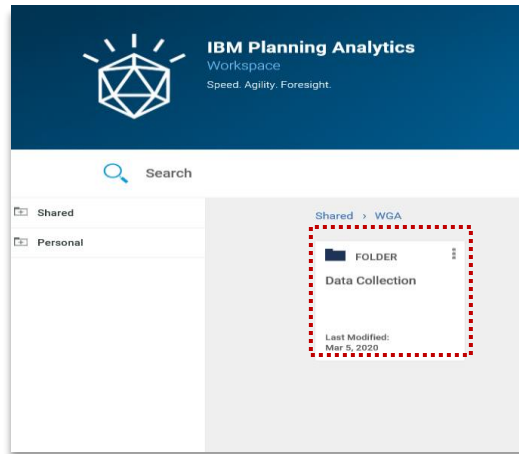 IBM Planning Analytics
Workspace
Speed. Agility. Foresight.
Search
Shared
Personal
Shared › WGA
FOLDER
Data Collection
Last Modified:
Mar 5, 2020